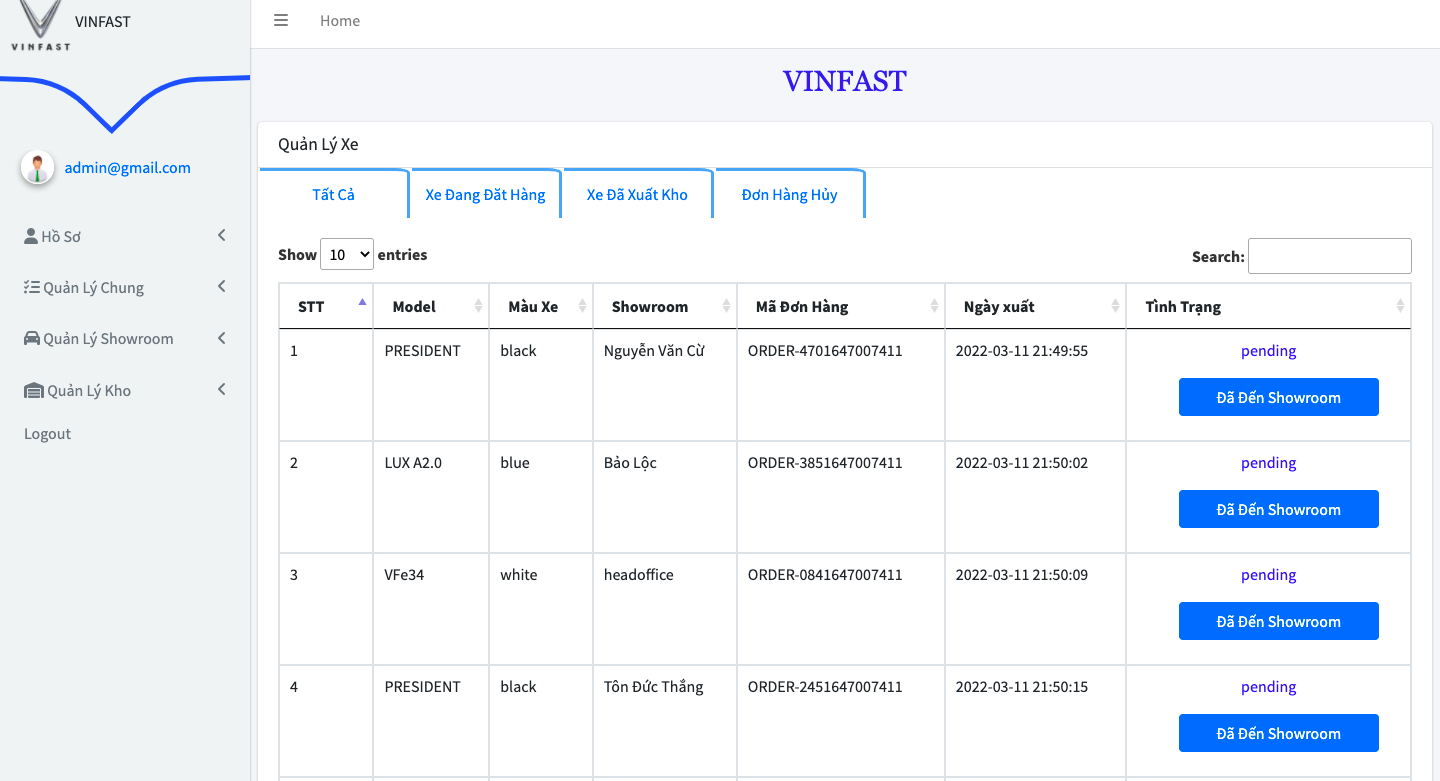 VINFAST
VINFAST
Home
VINFAST
admin@gmail.com
Hồ Sơ
Quản Lý Chung
Quản Lý Showroom
Quản Lý Kho
Logout
Quản Lý Xe
Tất Cả
Xe Đang Đăt Hàng
Xe Đã Xuất Kho
Đơn Hàng Hủy
Show 10 entries
Search:
STT Model Màu Xe Showroom Mã Đơn Hàng Ngày xuất Tình Trạng
1 PRESIDENT black Nguyễn Văn Cừ ORDER-4701647007411 2022-03-11 21:49:55 pending
Đã Đến Showroom
2 LUX A2.0 blue Bảo Lộc ORDER-3851647007411 2022-03-11 21:50:02 pending
Đã Đến Showroom
3 VFe34 white headoffice ORDER-0841647007411 2022-03-11 21:50:09 pending
Đã Đến Showroom
4 PRESIDENT black Tôn Đức Thắng ORDER-2451647007411 2022-03-11 21:50:15 pending
Đã Đến Showroom